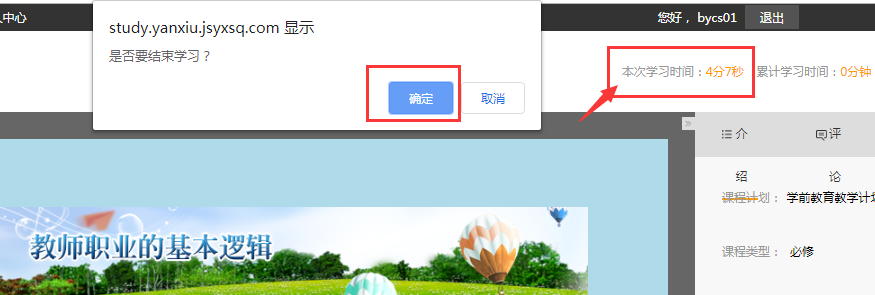 人中心
您好， bycs01 退出
study.yanxiu.jsyxsq.com 显示
是否要结束学习？
确定 取消
本次学习时间：4分7秒 累计学习时间：0分钟
介绍
评论
课程计划： 学前教育教学计划
课程类型： 必修
教师职业的基本逻辑